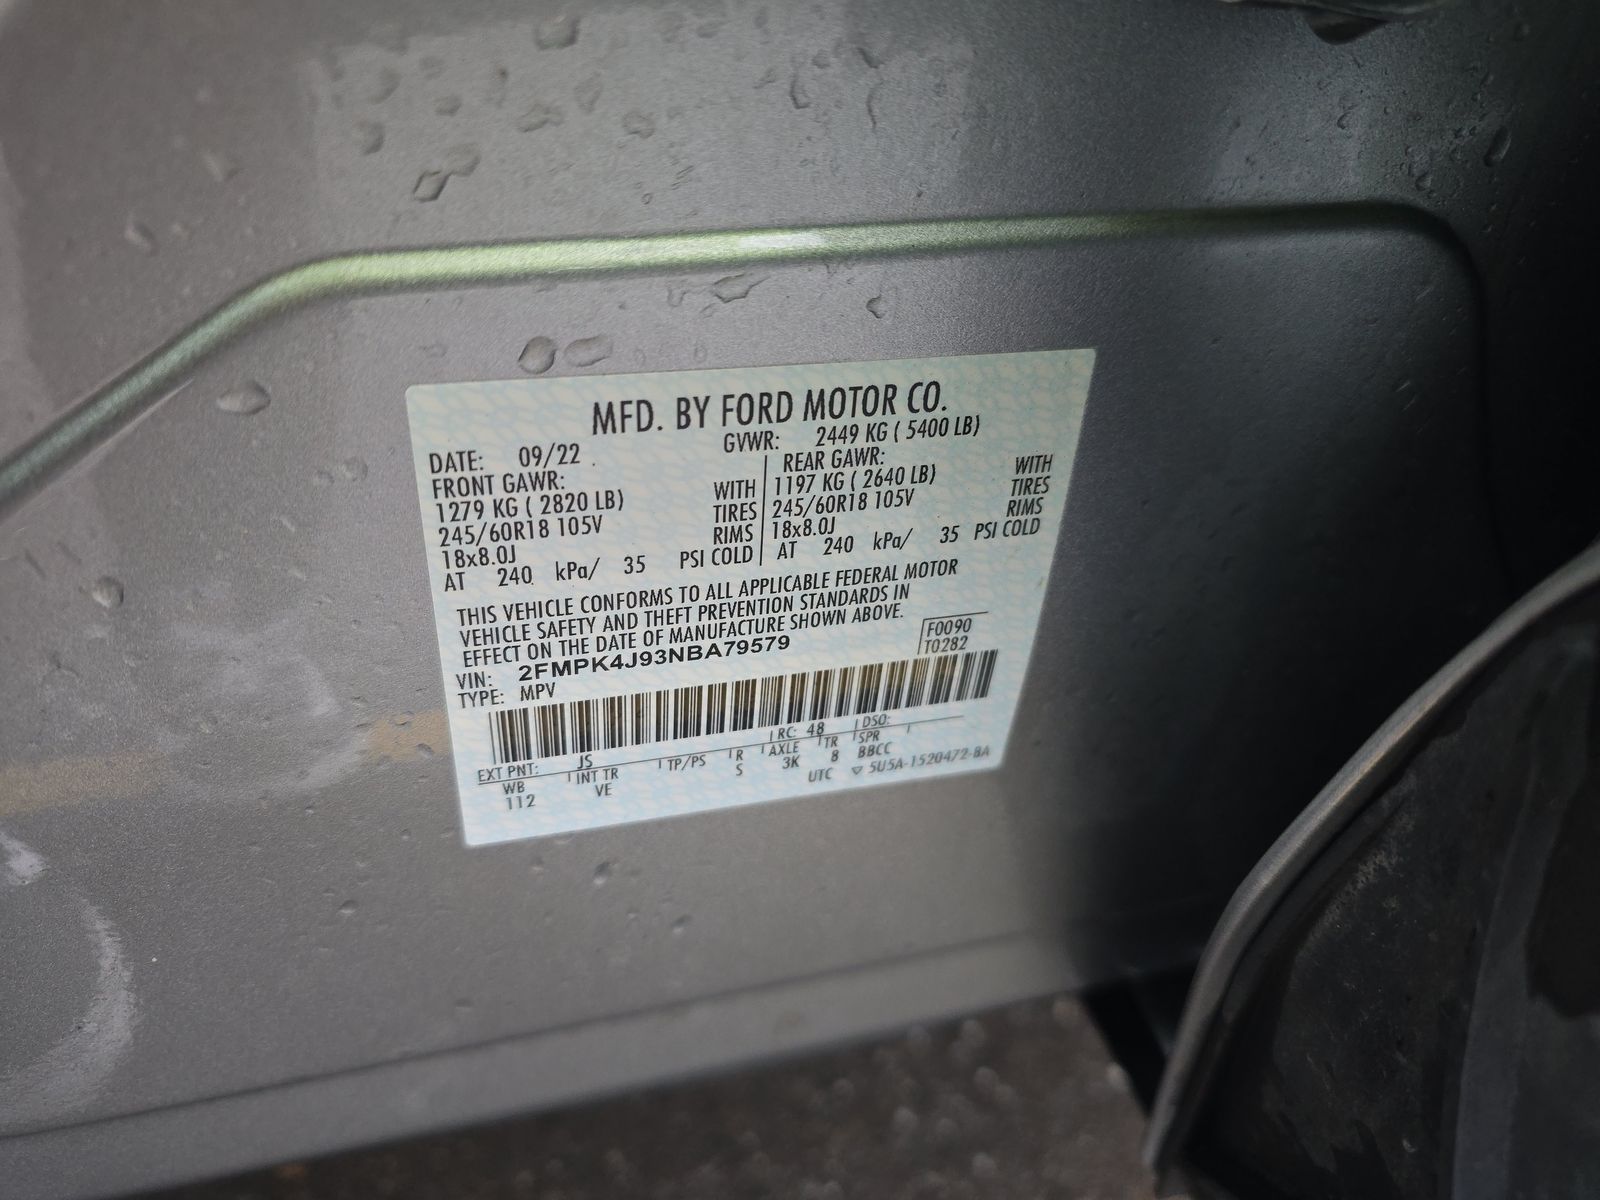 MFD. BY FORD MOTOR CO.
DATE: 09/22 GVWR: 2449 KG ( 5400 LB)
FRONT GAWR: REAR GAWR:
1279 KG ( 2820 LB) WITH 1197 KG ( 2640 LB) WITH
245/60R18 105V TIRES 245/60R18 105V TIRES
18x8.0J RIMS 18x8.0J RIMS
AT 240 kPa/ 35 PSI COLD AT 240 kPa/ 35 PSI COLD
THIS VEHICLE CONFORMS TO ALL APPLICABLE FEDERAL MOTOR
VEHICLE SAFETY AND THEFT PREVENTION STANDARDS IN
EFFECT ON THE DATE OF MANUFACTURE SHOWN ABOVE.
VIN: 2FMPK4J93NBA79579 F0090
TYPE: MPV T0282
EXT PNT: JS RC: 48 DSO:
WB INT TR TP/PS R AXLE TR SPR
112 VE S 3K 8 BBCC
UTC ▽ 5U5A-1520472-BA